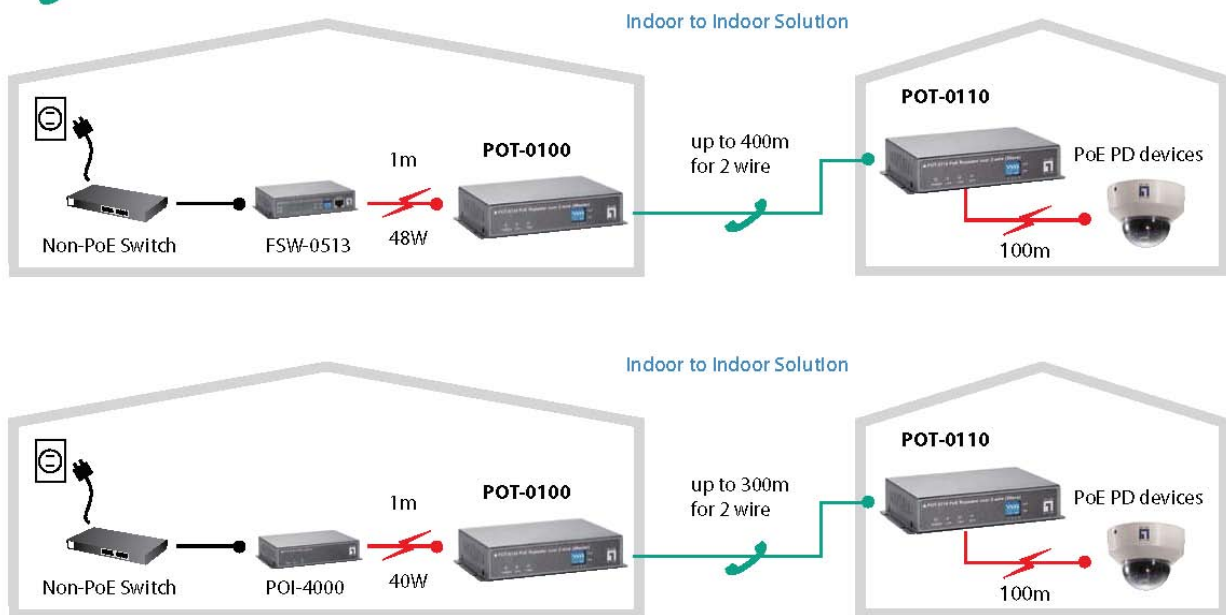 Indoor to Indoor Solution
POT-0110
1m
POT-0100
up to 400m
for 2 wire
PoE PD devices
Non-PoE Switch
FSW-0513
48W
100m
Indoor to Indoor Solution
POT-0110
1m
POT-0100
up to 300m
for 2 wire
PoE PD devices
Non-PoE Switch
POI-4000
40W
100m